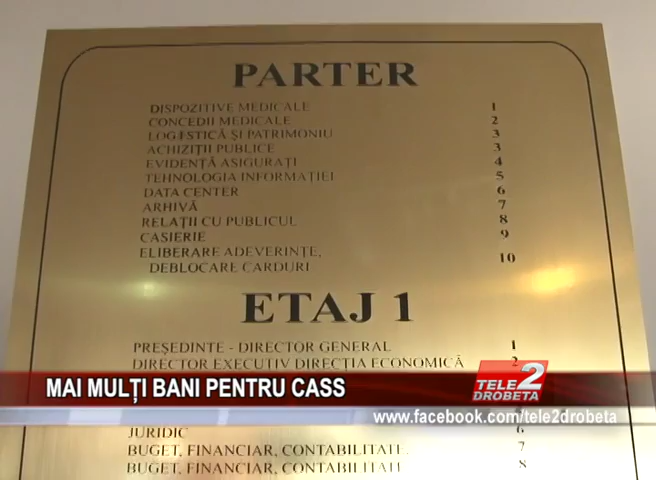 PARTER
DISPOZITIVE MEDICALE 1
CONCEDII MEDICALE 2
LOGISTICĂ ȘI PATRIMONIU 3
ACHIZIȚII PUBLICE 3
EVIDENȚĂ ASIGURAȚI 4
TEHNOLOGIA INFORMAȚIEI 5
DATA CENTER 6
ARHIVĂ 7
RELAȚII CU PUBLICUL 8
CASIERIE 9
ELIBERARE ADEVERINȚE,
DEBLOCARE CARDURI 10
ETAJ 1
PREȘEDINTE - DIRECTOR GENERAL 1
DIRECTOR EXECUTIV DIRECȚIA ECONOMICĂ 2
MAI MULȚI BANI PENTRU CASS
TELE 2
DROBETA
www.facebook.com/tele2drobeta
JURIDIC 6
BUGET, FINANCIAR, CONTABILITATE, 7
BUGET, FINANCIAR, CONTABILITATE 8